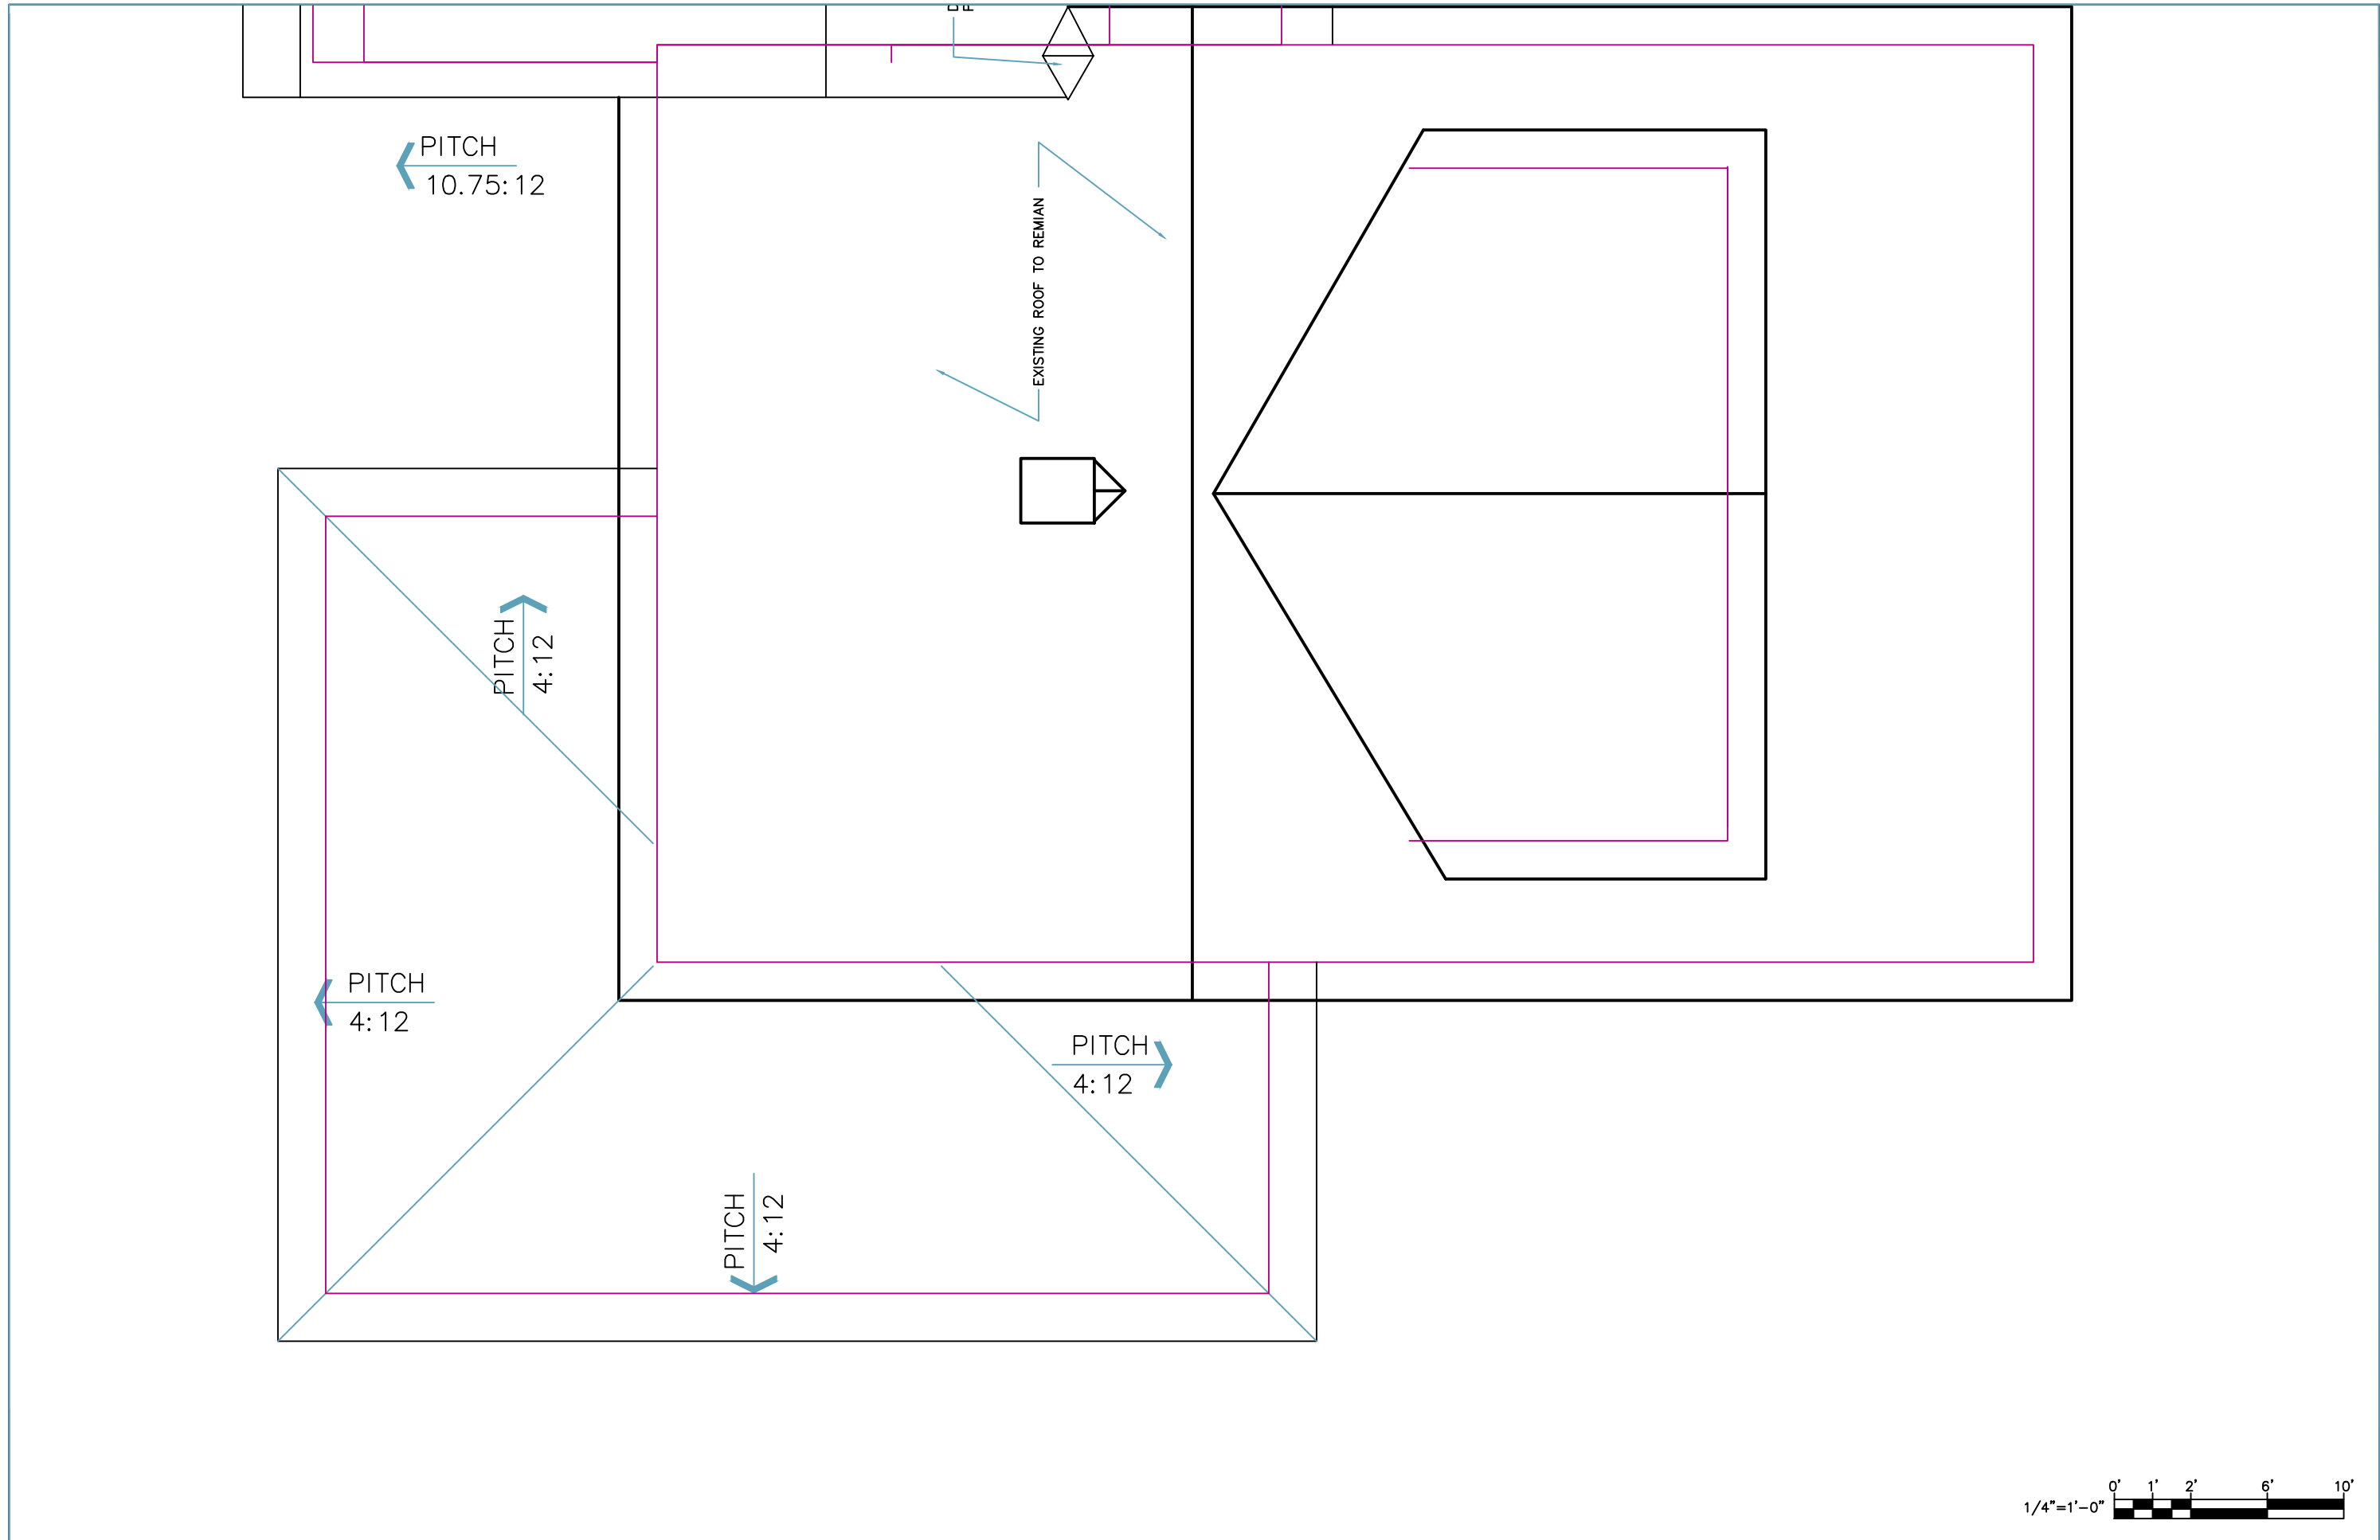 PITCH
10.75:12
EXISTING ROOF TO REMIAN
PITCH
4:12
PITCH
4:12
PITCH
4:12
PITCH
4:12
0' 1' 2' 6' 10'
1/4"=1'-0"